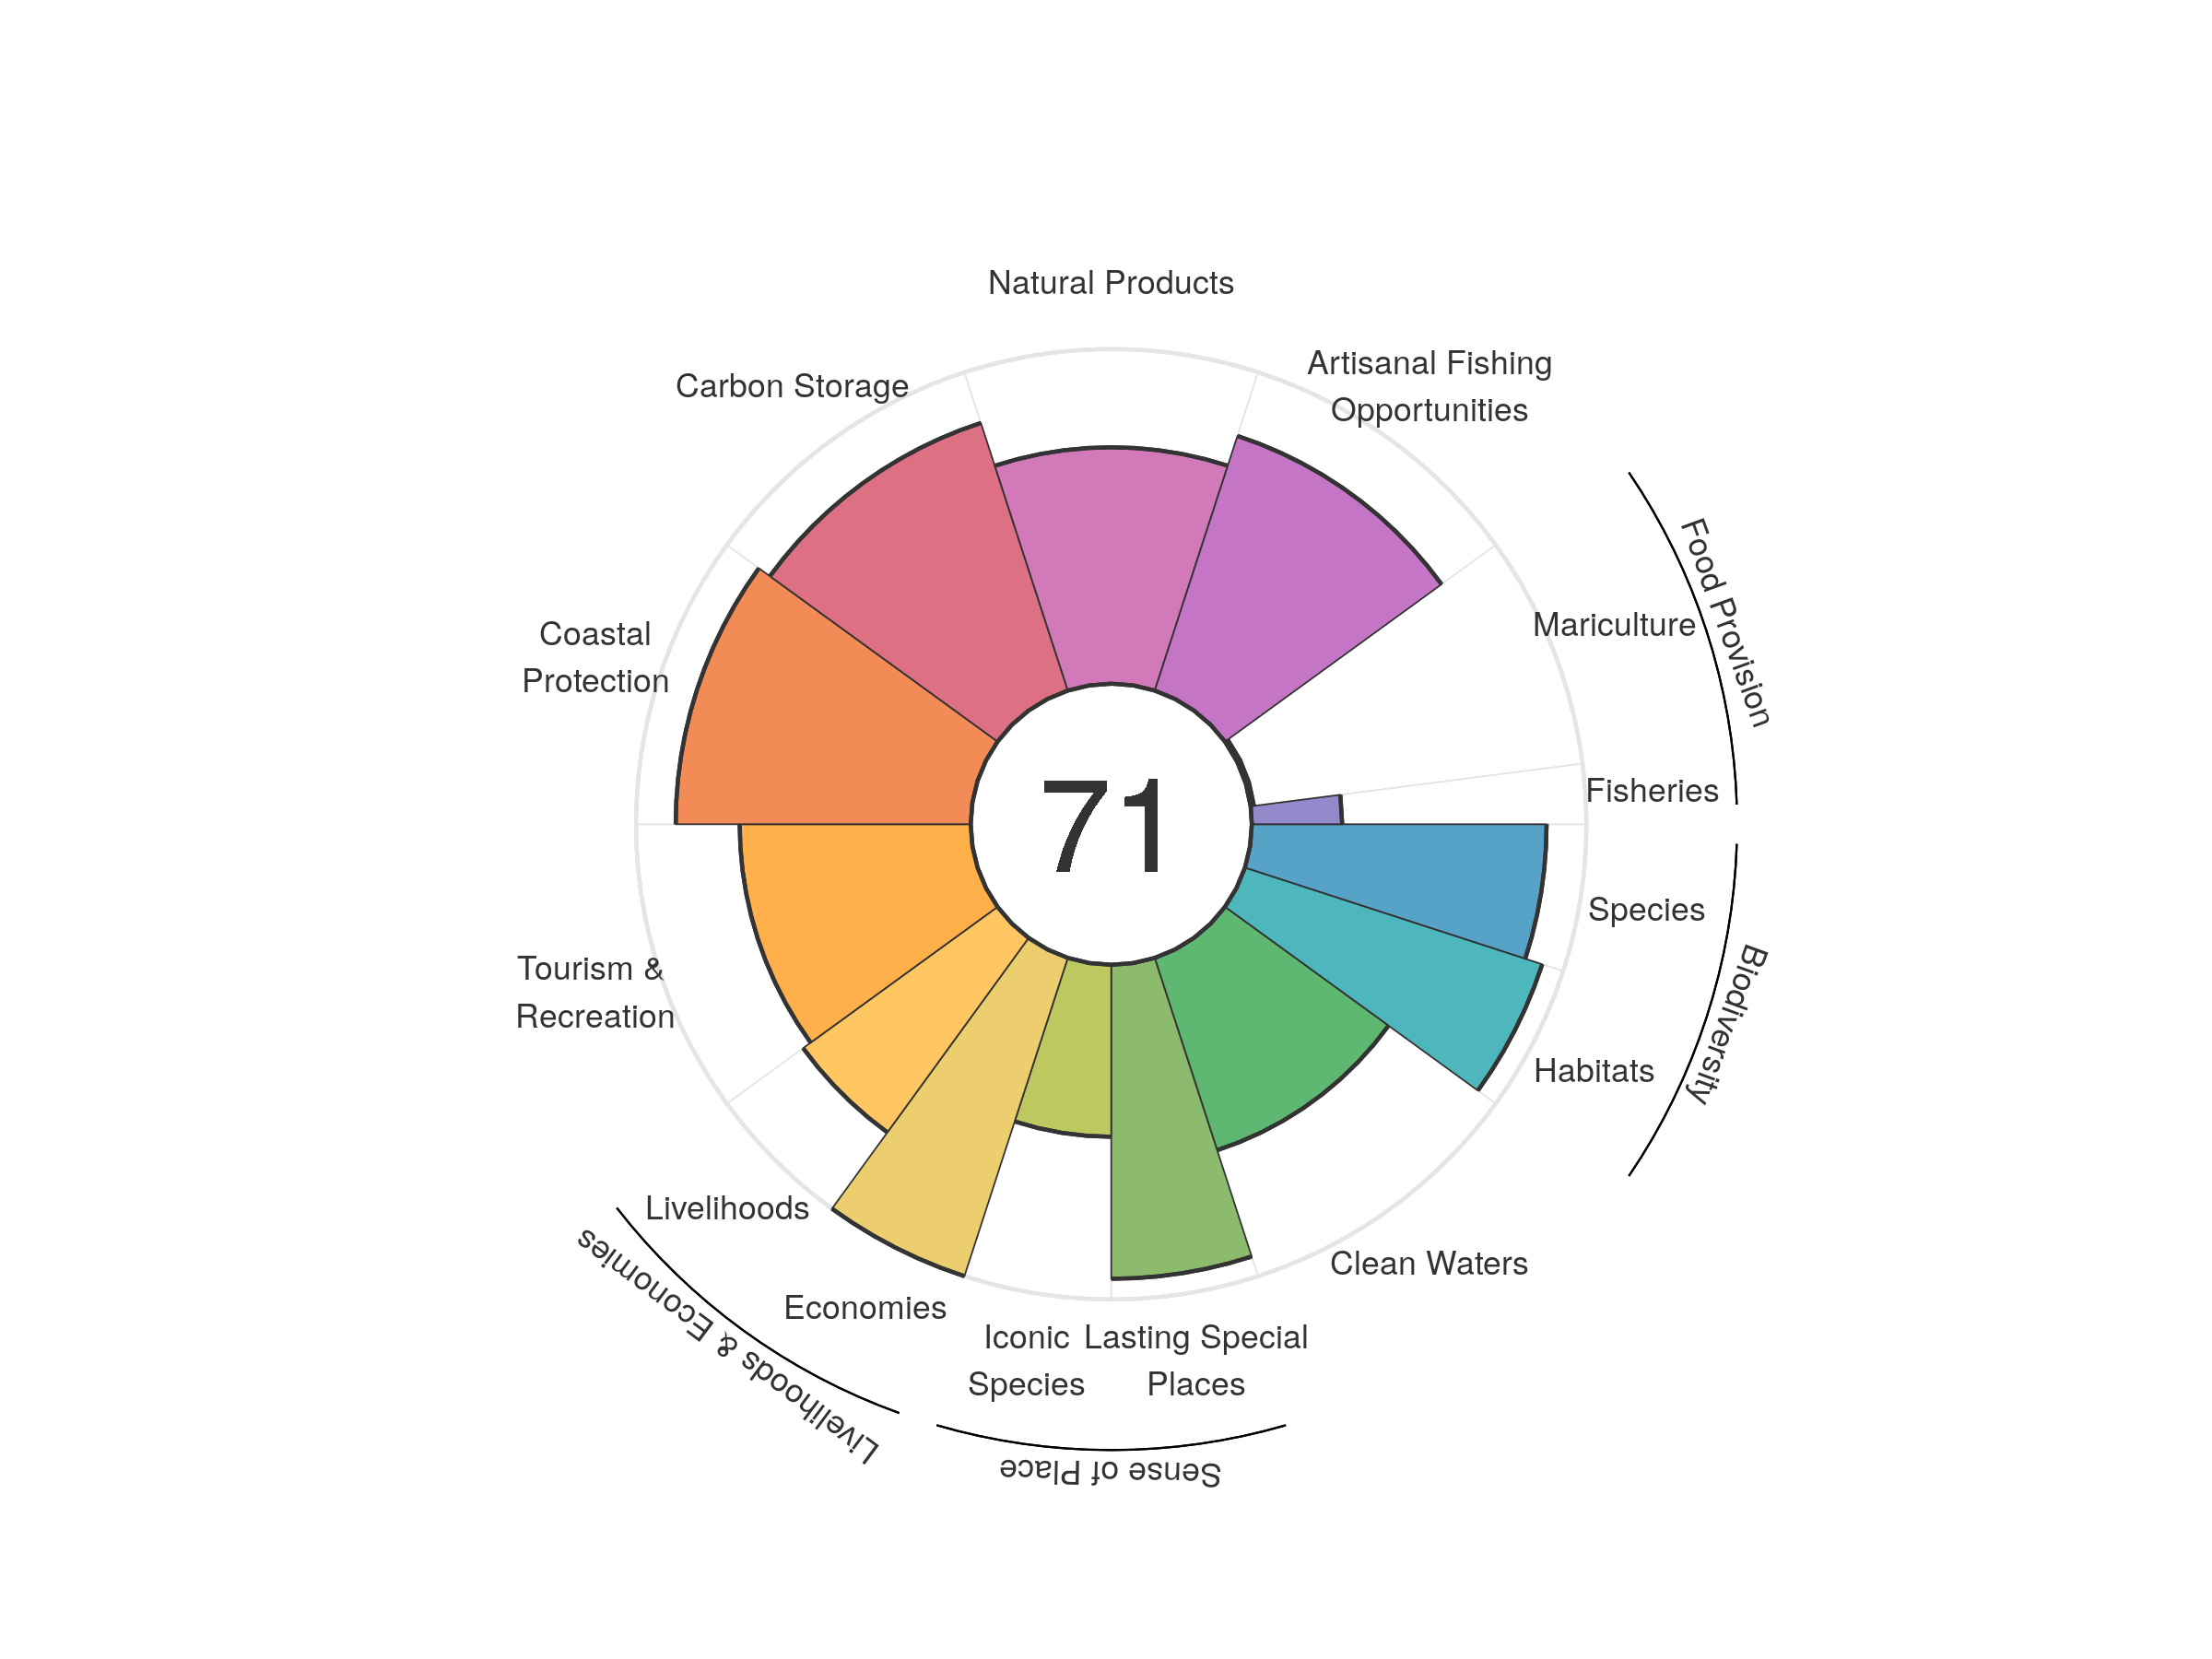 Natural Products
Artisanal Fishing
Opportunities
Carbon Storage
Food Provision
Mariculture
Coastal
Protection
71
Fisheries
Species
Biodiversity
Tourism &
Recreation
Habitats
Livelihoods
Clean Waters
Livelihoods & Economies
Economies
Iconic
Species
Lasting Special
Places
Sense of Place